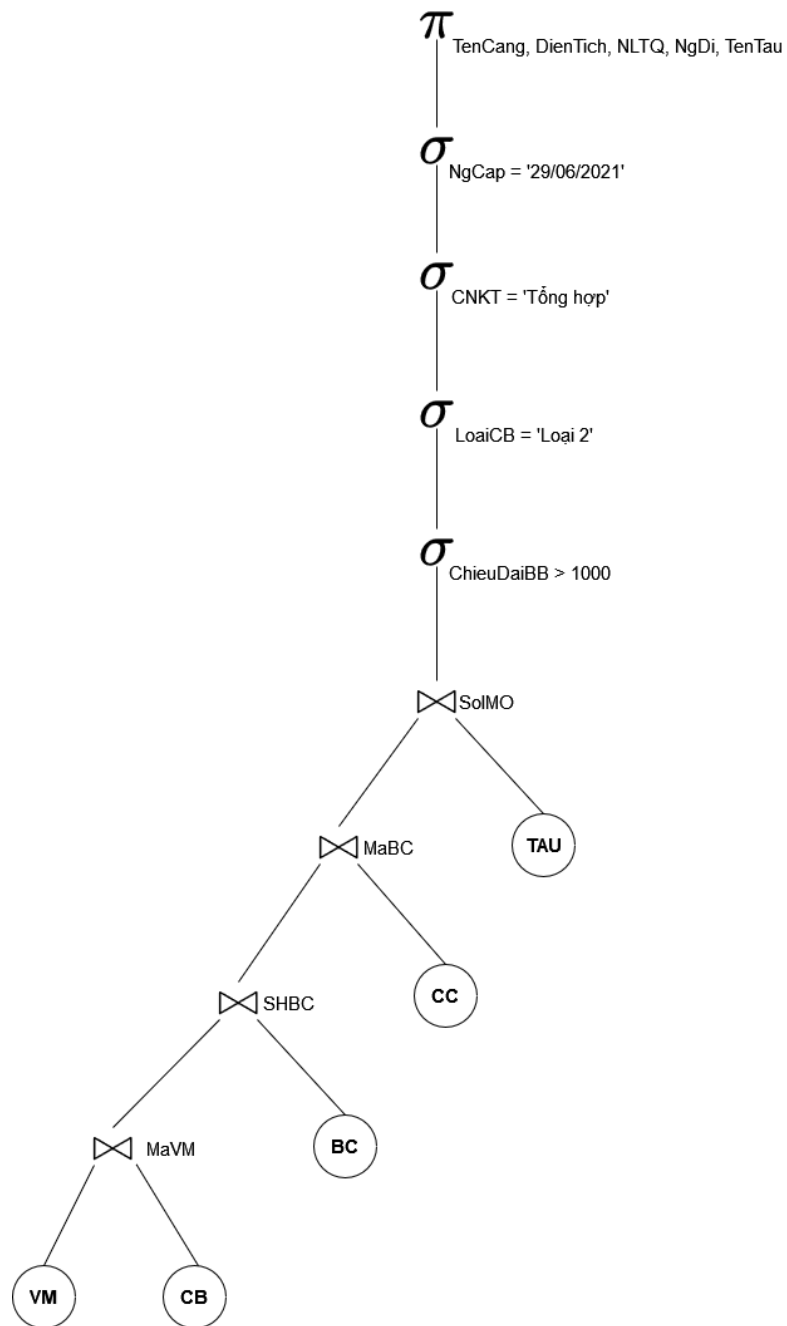 π
TenCang, DienTich, NLTQ, NgDi, TenTau
σ
NgCap = '29/06/2021'
σ
CNKT = 'Tổng hợp'
σ
LoaiCB = 'Loại 2'
σ
ChieuDaiBB > 1000
SoIMO
TAU
MaBC
CC
SHBC
BC
MaVM
VM
CB